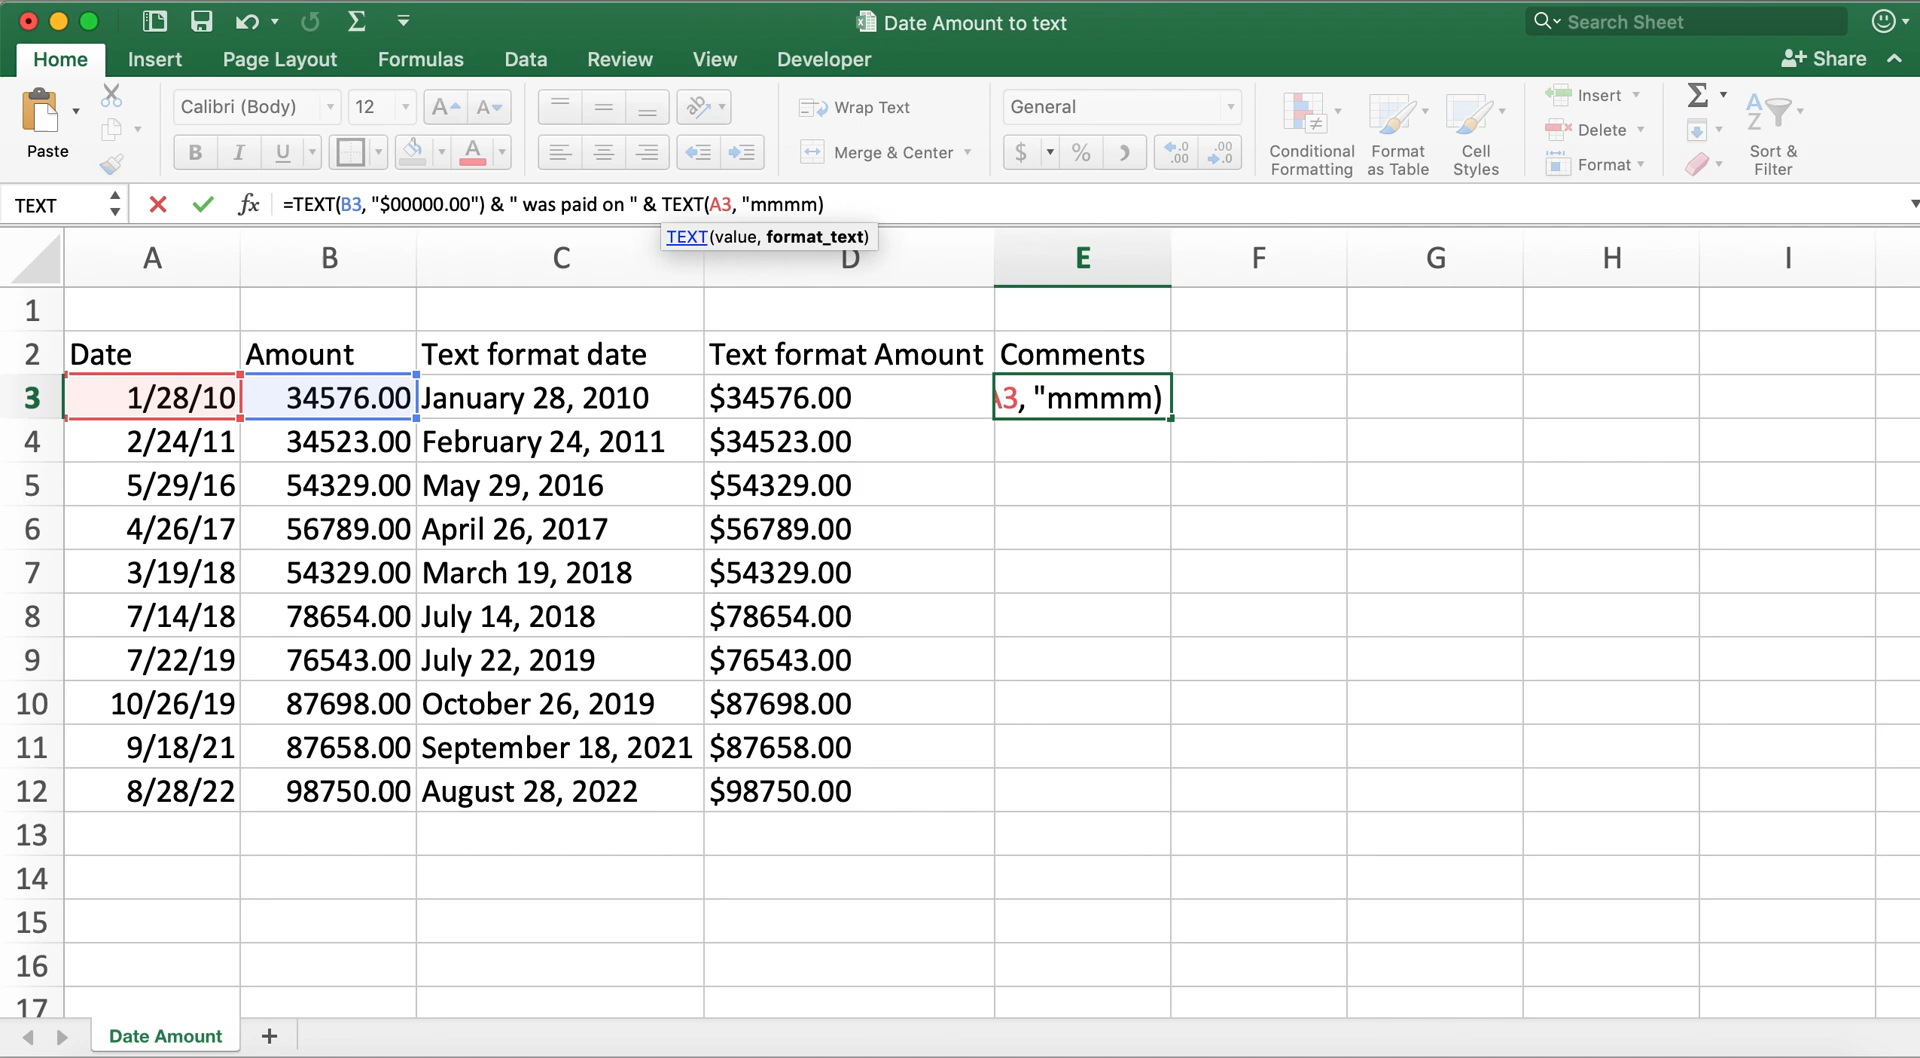 Date Amount to text
Search Sheet
Home Insert Page Layout Formulas Data Review View Developer
Share
Paste
Calibri (Body) 12 A A
B I U A
ab
Wrap Text
Merge & Center
General
$ % )
.0 .00
.00 .0
Conditional Formatting
Format as Table
Cell Styles
Insert
Delete
Format
A Z
Sort & Filter
TEXT fx =TEXT(B3, "$00000.00") & " was paid on " & TEXT(A3, "mmmm)
TEXT(value, format_text)
A B C D E F G H I
1
2 Date Amount Text format date Text format Amount Comments
3 1/28/10 34576.00 January 28, 2010 $34576.00 A3, "mmmm)
4 2/24/11 34523.00 February 24, 2011 $34523.00
5 5/29/16 54329.00 May 29, 2016 $54329.00
6 4/26/17 56789.00 April 26, 2017 $56789.00
7 3/19/18 54329.00 March 19, 2018 $54329.00
8 7/14/18 78654.00 July 14, 2018 $78654.00
9 7/22/19 76543.00 July 22, 2019 $76543.00
10 10/26/19 87698.00 October 26, 2019 $87698.00
11 9/18/21 87658.00 September 18, 2021 $87658.00
12 8/28/22 98750.00 August 28, 2022 $98750.00
13
14
15
16
17
Date Amount +